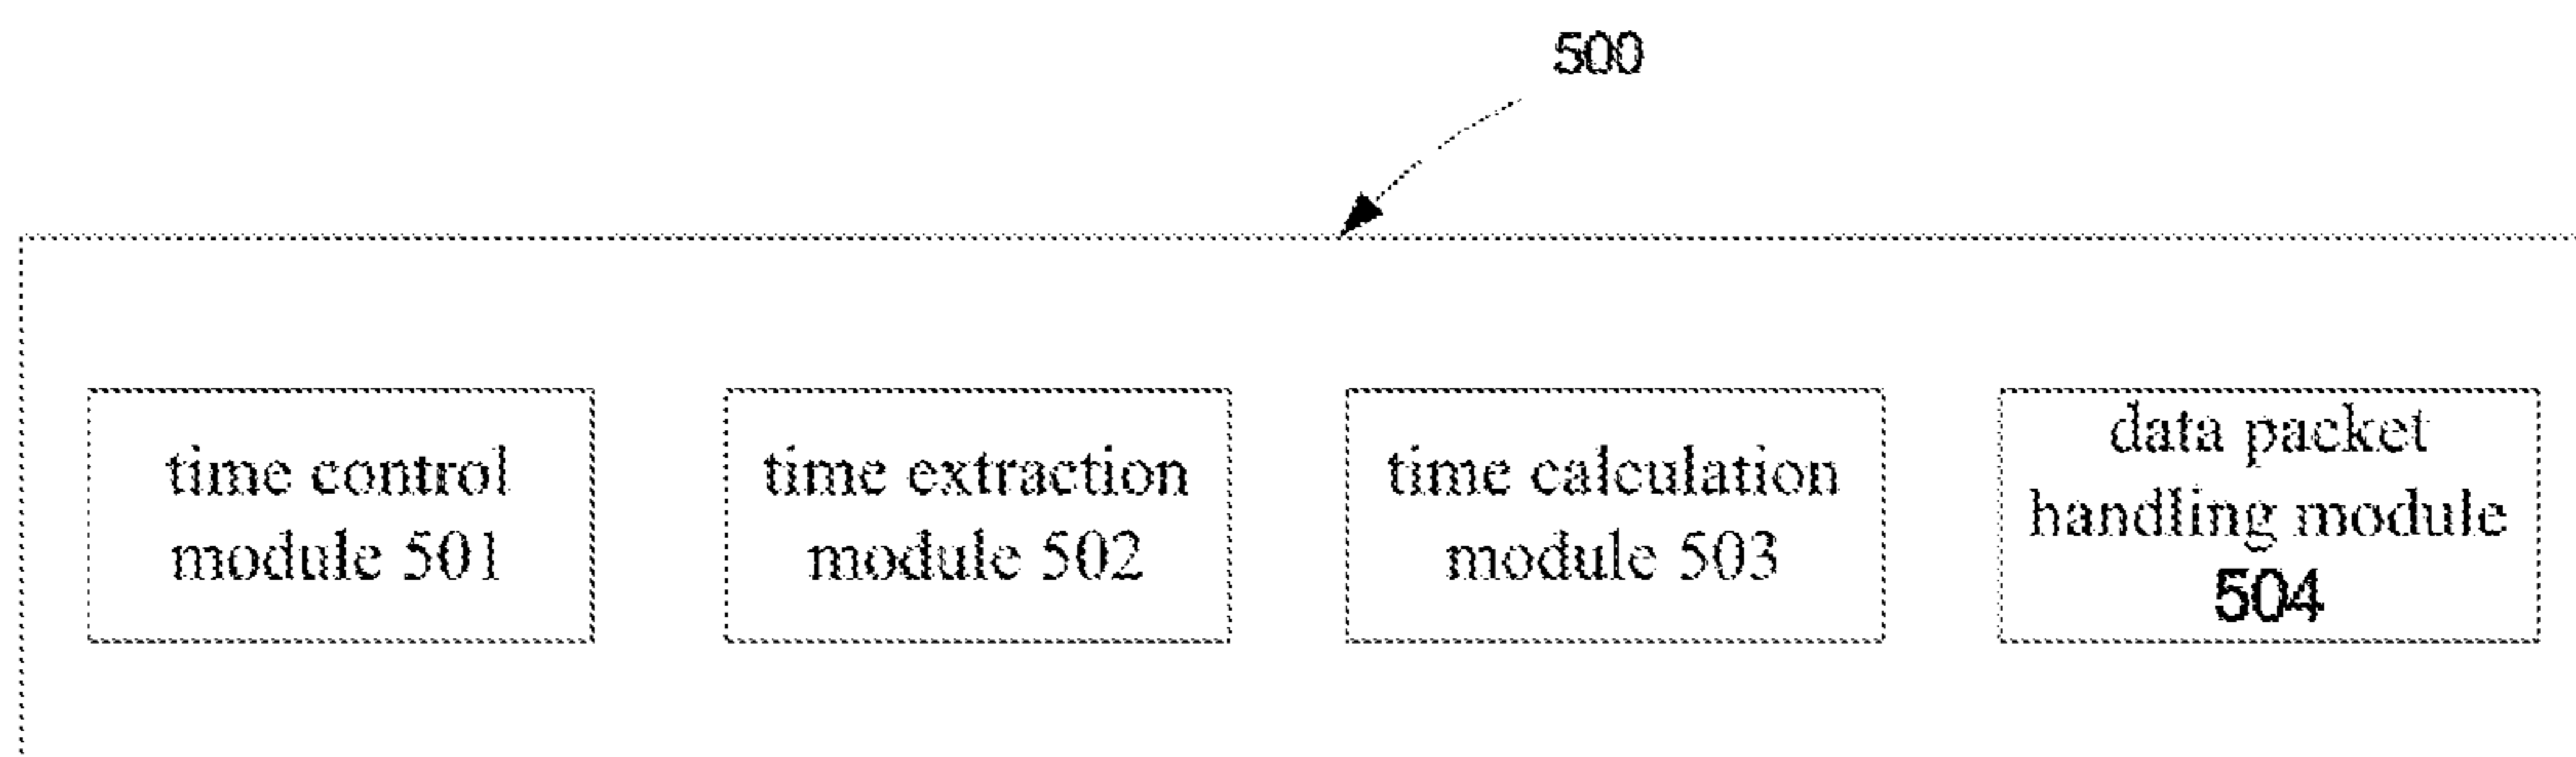 500
time control
module 501
time extraction
module 502
time calculation
module 503
data packet
handling module
504